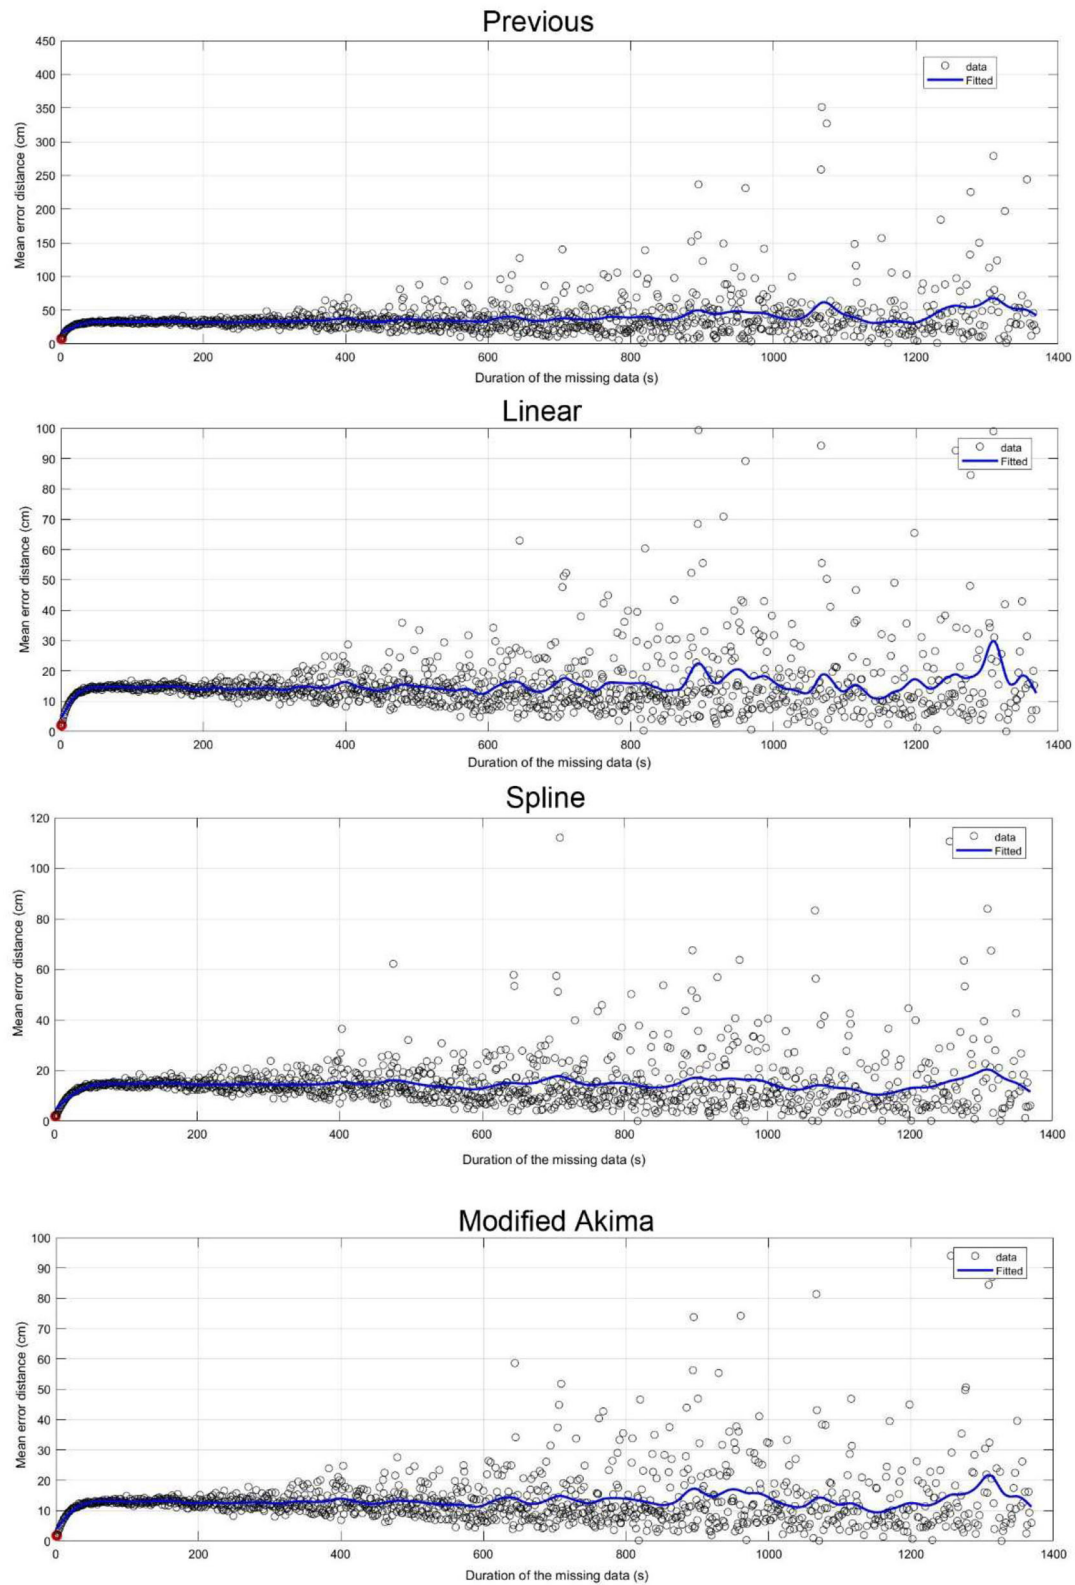 Previous
450
400
350
300
250
200
150
100
50
0
Mean error distance (cm)
data
Fitted
0 200 400 600 800 1000 1200 1400
Duration of the missing data (s)
Linear
100
90
80
70
60
50
40
30
20
10
0
Mean error distance (cm)
data
Fitted
0 200 400 600 800 1000 1200 1400
Duration of the missing data (s)
Spline
120
100
80
60
40
20
0
Mean error distance (cm)
data
Fitted
0 200 400 600 800 1000 1200 1400
Duration of the missing data (s)
Modified Akima
100
90
80
70
60
50
40
30
20
10
0
Mean error distance (cm)
data
Fitted
0 200 400 600 800 1000 1200 1400
Duration of the missing data (s)